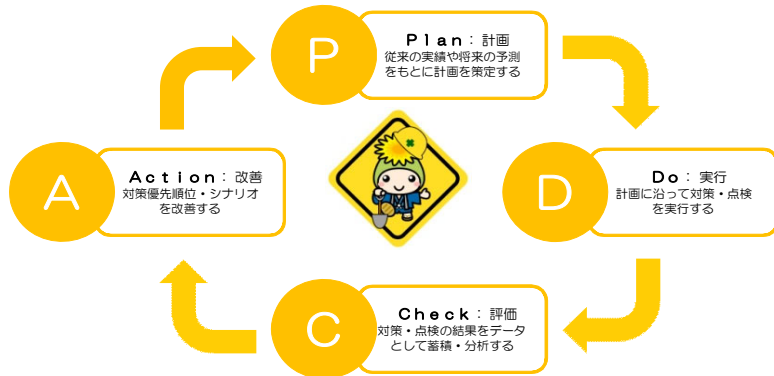 P
Plan：計画
従来の実績や将来の予測
をもとに計画を策定する
A
Action：改善
対策優先順位・シナリオ
を改善する
D
Do：実行
計画に沿って対策・点検
を実行する
C
Check：評価
対策・点検の結果をデータ
として蓄積・分析する